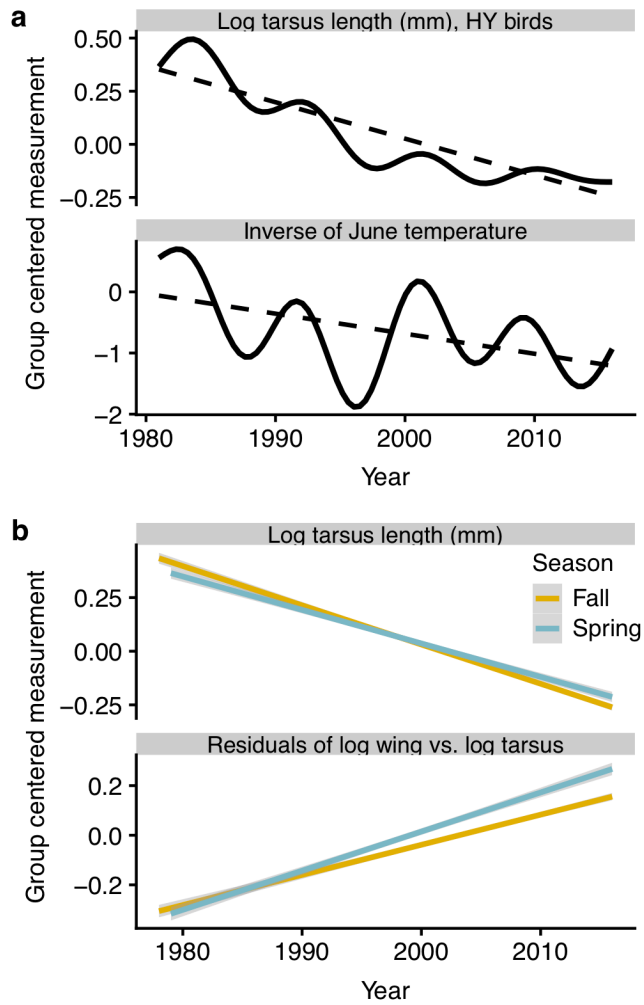 a
Log tarsus length (mm), HY birds
0.50
0.25
0.00
−0.25
Group centered measurement
Inverse of June temperature
0
−1
−2
1980 1990 2000 2010
Year
b
Log tarsus length (mm)
Season
Fall
Spring
0.25
0.00
−0.25
Group centered measurement
Residuals of log wing vs. log tarsus
0.2
0.0
−0.2
1980 1990 2000 2010
Year